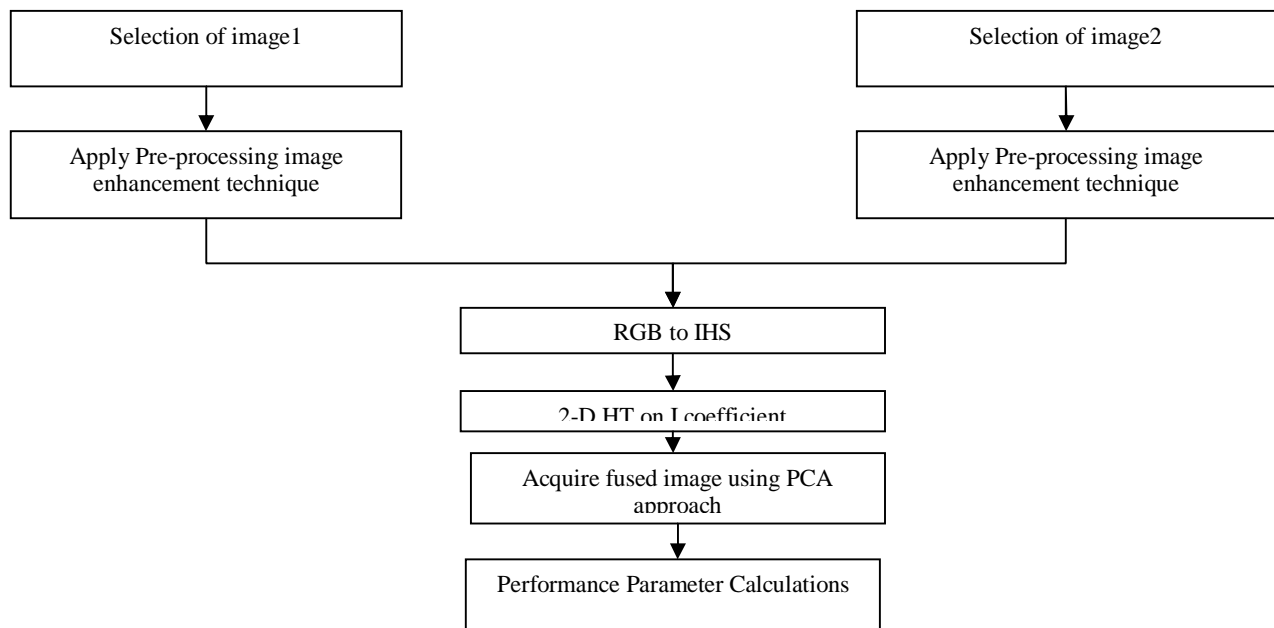 Selection of image1
Selection of image2
Apply Pre-processing image
enhancement technique
Apply Pre-processing image
enhancement technique
RGB to IHS
2-D HT on I coefficient
Acquire fused image using PCA
approach
Performance Parameter Calculations